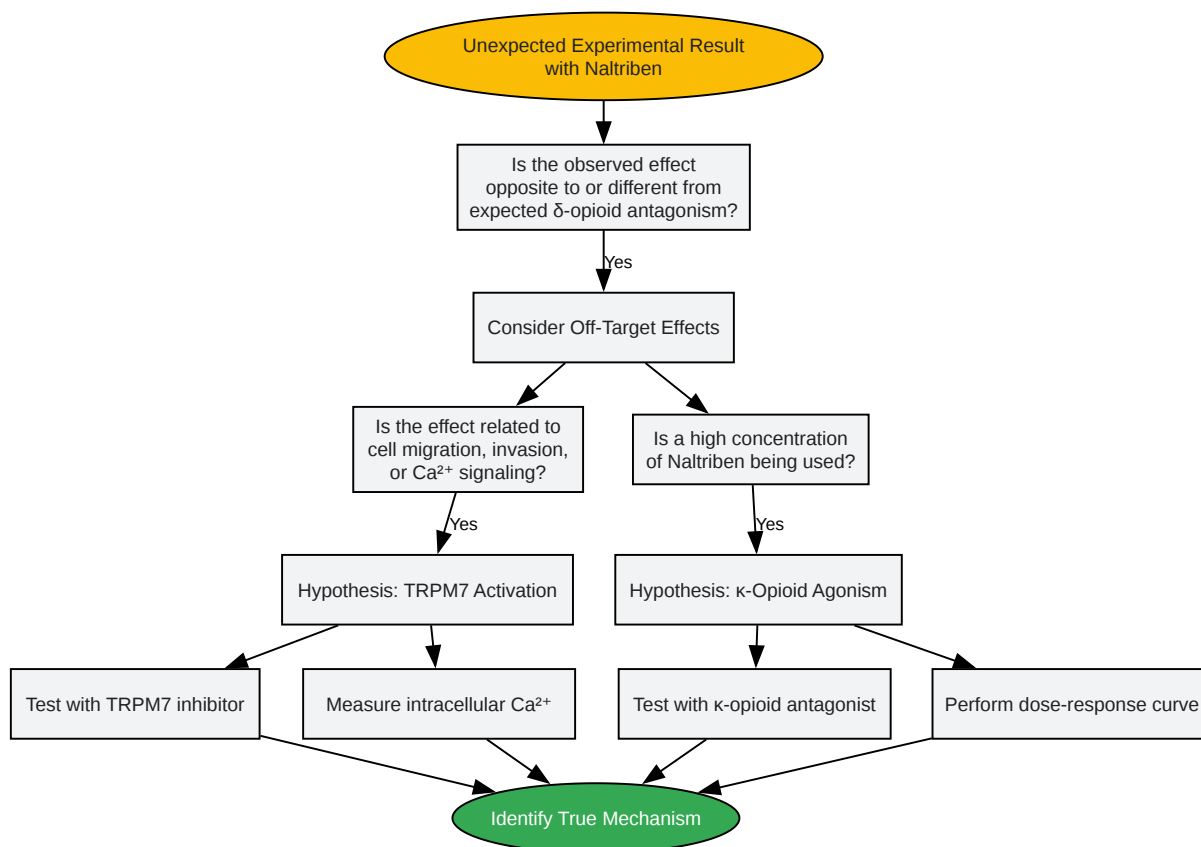 Unexpected Experimental Result
with Naltriben
Is the observed effect
opposite to or different from
expected δ-opioid antagonism?
Yes
Consider Off-Target Effects
Is the effect related to
cell migration, invasion,
or Ca²⁺ signaling?
Is a high concentration
of Naltriben being used?
Yes
Yes
Hypothesis: TRPM7 Activation
Hypothesis: κ-Opioid Agonism
Test with TRPM7 inhibitor
Measure intracellular Ca²⁺
Test with κ-opioid antagonist
Perform dose-response curve
Identify True Mechanism